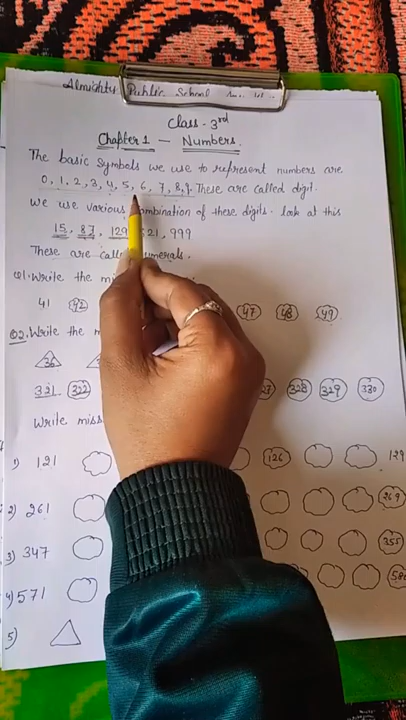 Almighty Public School
Class - 3rd
Chapter 1 - Numbers.
The basic symbols we use to represent numbers are
0, 1, 2, 3, 4, 5, 6, 7, 8, 9. These are called digit.
We use various combination of these digits. look at this
15, 87, 129, 621, 999
These are called numerals.
Q1. Write the
41 42 47 48 49
Q2. Write the
36
321 322 328 329 330
Write miss
1) 121 126 129
2) 261 269
3) 347 355
4) 571
5)